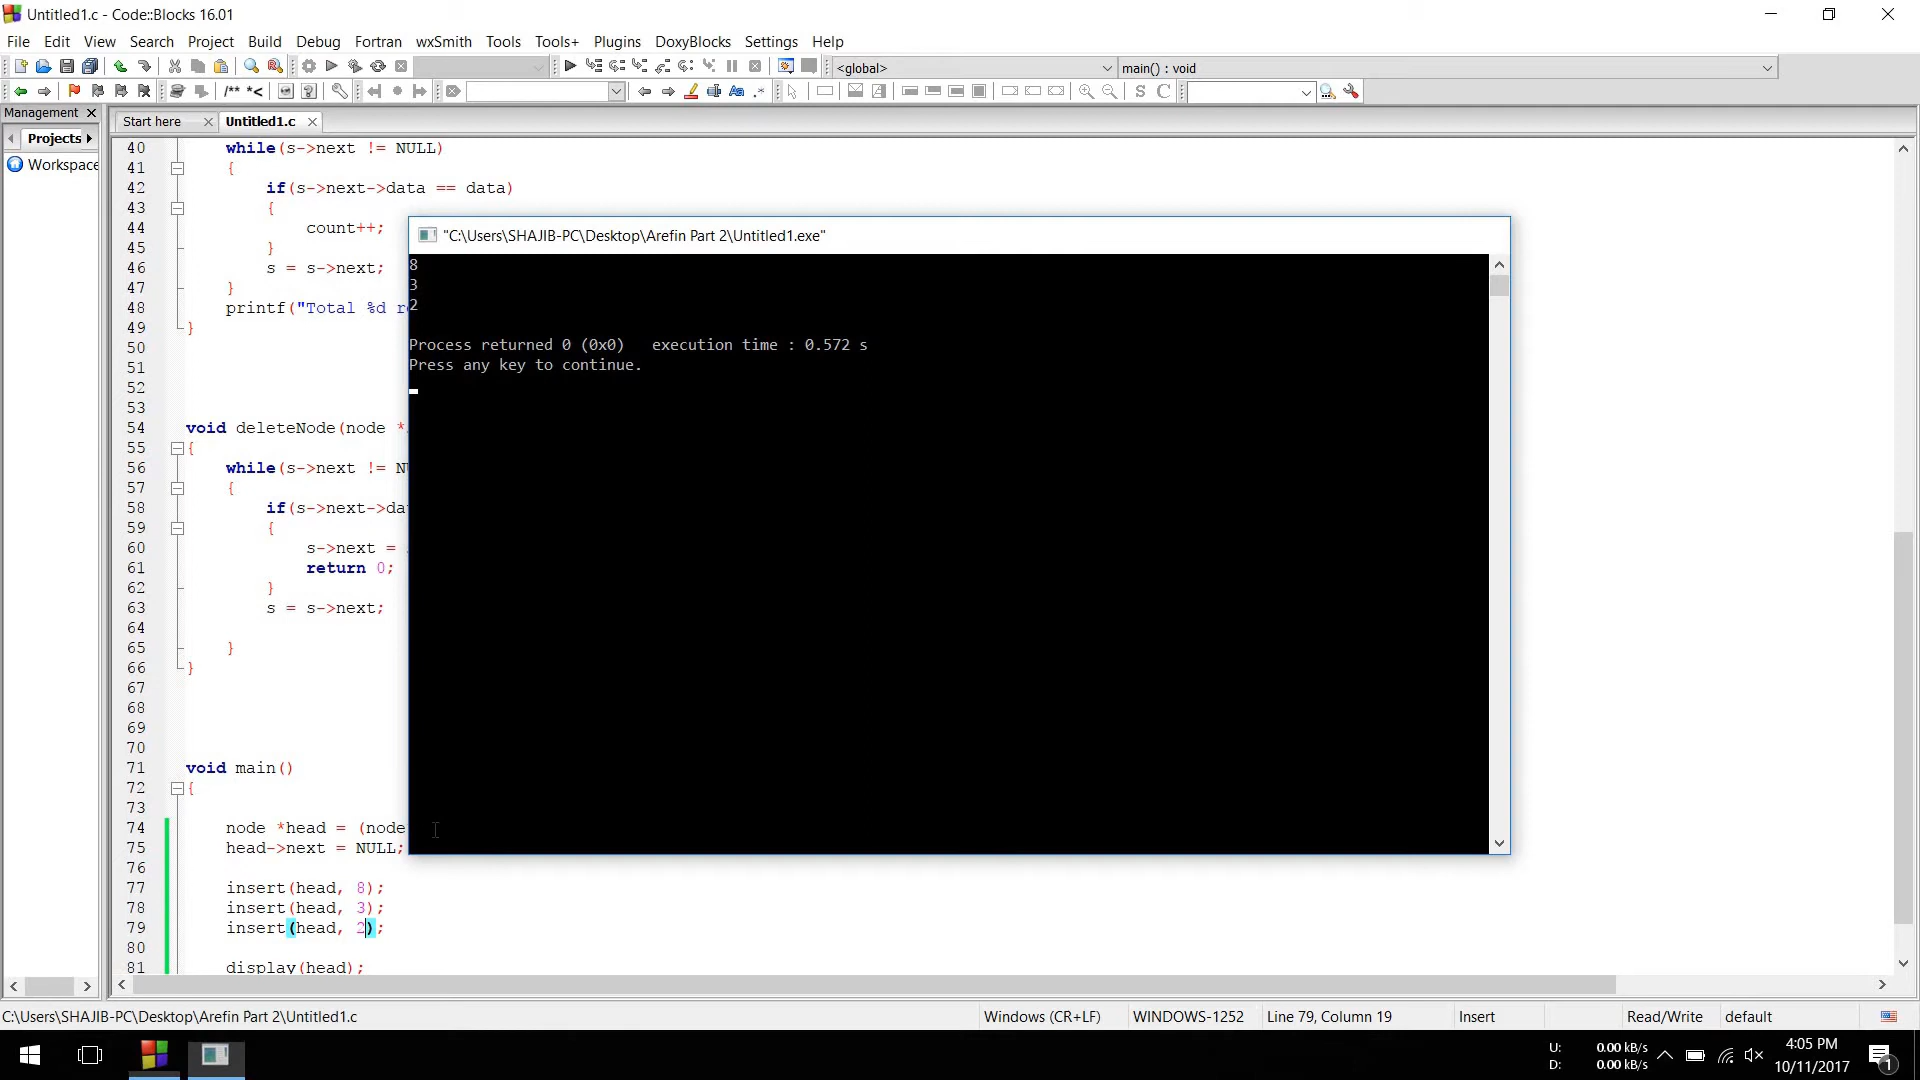 Untitled1.c - Code::Blocks 16.01
File Edit View Search Project Build Debug Fortran wxSmith Tools Tools+ Plugins DoxyBlocks Settings Help
<global> main() : void
/** *< Aa .* S C
Management
Start here Untitled1.c
Projects
Workspace
40 while(s->next != NULL)
41 {
42 if(s->next->data == data)
43 {
44 count++;
45 }
46 s = s->next;
47 }
48 printf("Total %d r
49 }
50
51
52
53
54 void deleteNode(node *
55 {
56 while(s->next != NU
57 {
58 if(s->next->da
59 {
60 s->next =
61 return 0;
62 }
63 s = s->next;
64
65 }
66 }
67
68
69
70
71 void main()
72 {
73
74 node *head = (node
75 head->next = NULL;
76
77 insert(head, 8);
78 insert(head, 3);
79 insert(head, 2);
80
81 display(head);
"C:\Users\SHAJIB-PC\Desktop\Arefin Part 2\Untitled1.exe"
8
3
2
Process returned 0 (0x0)   execution time : 0.572 s
Press any key to continue.
C:\Users\SHAJIB-PC\Desktop\Arefin Part 2\Untitled1.c Windows (CR+LF) WINDOWS-1252 Line 79, Column 19 Insert Read/Write default
U: 0.00 kB/s
D: 0.00 kB/s
4:05 PM
10/11/2017
1